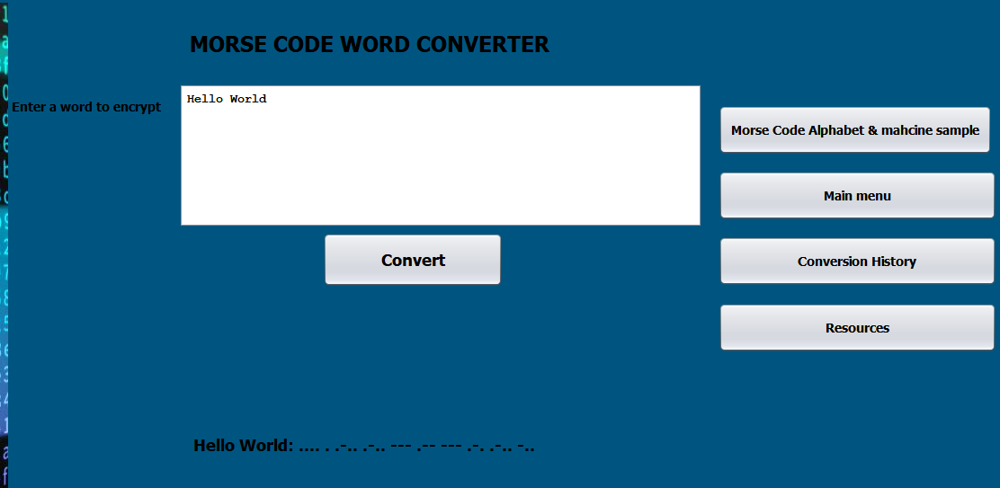 MORSE CODE WORD CONVERTER
Enter a word to encrypt
Hello World
Morse Code Alphabet & mahcine sample
Main menu
Convert
Conversion History
Resources
Hello World: .... . .-.. .-.. --- .-- --- .-. .-.. -..